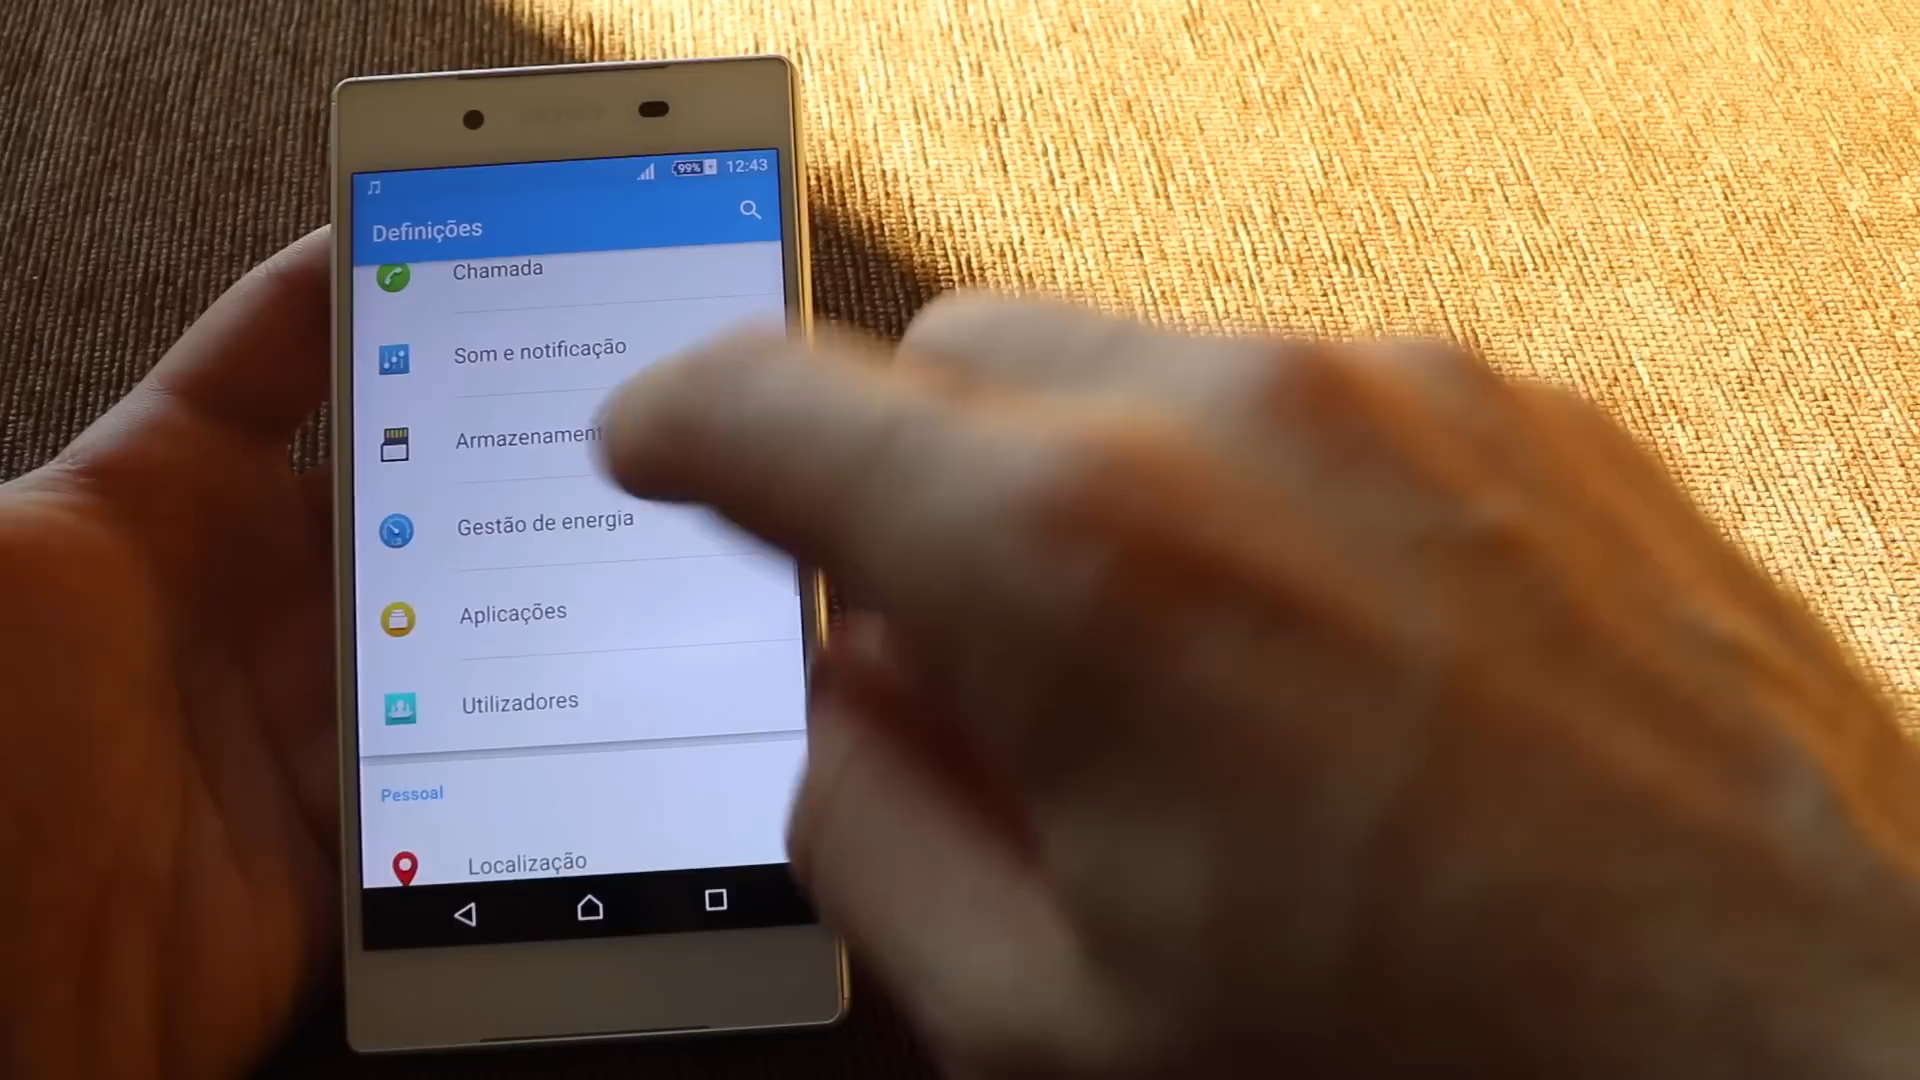 99% 12:43
Definições
Chamada
Som e notificação
Armazenament
Gestão de energia
Aplicações
Utilizadores
Pessoal
Localização